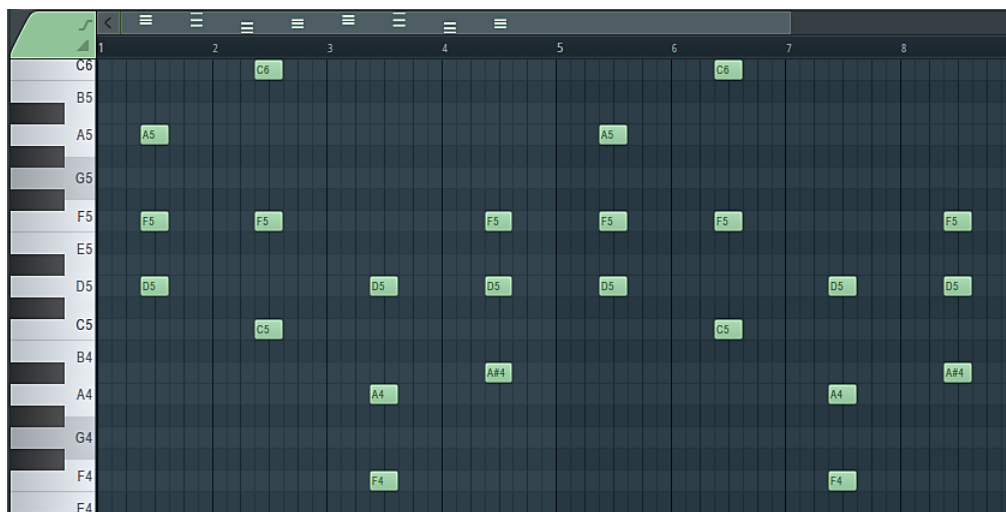 1 2 3 4 5 6 7 8
C6 C6 C6
B5
A5 A5 A5
G5
F5 F5 F5 F5 F5 F5 F5
E5
D5 D5 D5 D5 D5 D5 D5
C5 C5 C5
B4
A#4 A#4
A4 A4 A4
G4
F4 F4 F4
E4